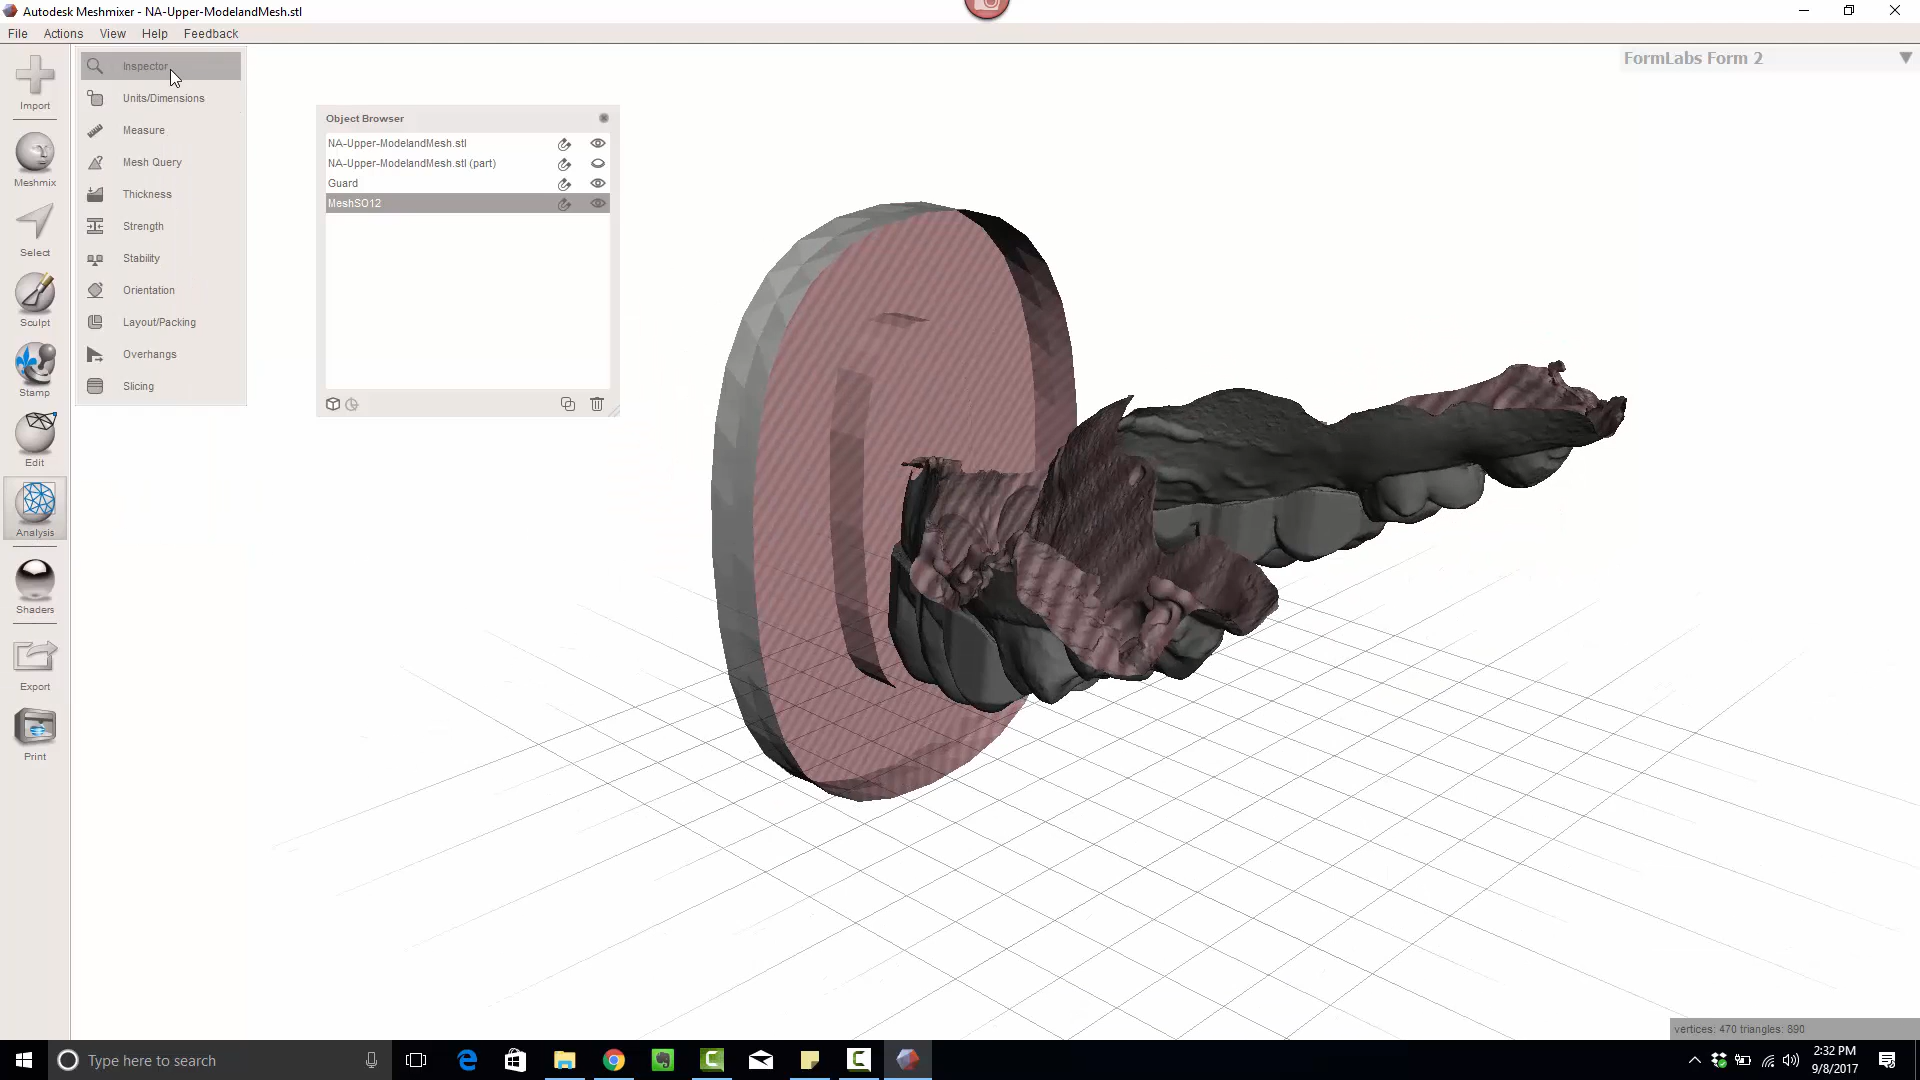 Autodesk Meshmixer - NA-Upper-ModelandMesh.stl
File Actions View Help Feedback
FormLabs Form 2
Import
Meshmix
Select
Sculpt
Stamp
Edit
Analysis
Shaders
Export
Print
Inspector
Units/Dimensions
Measure
Mesh Query
Thickness
Strength
Stability
Orientation
Layout/Packing
Overhangs
Slicing
Object Browser
NA-Upper-ModelandMesh.stl
NA-Upper-ModelandMesh.stl (part)
Guard
MeshSO12
vertices: 470 triangles: 890
Type here to search
2:32 PM
9/8/2017